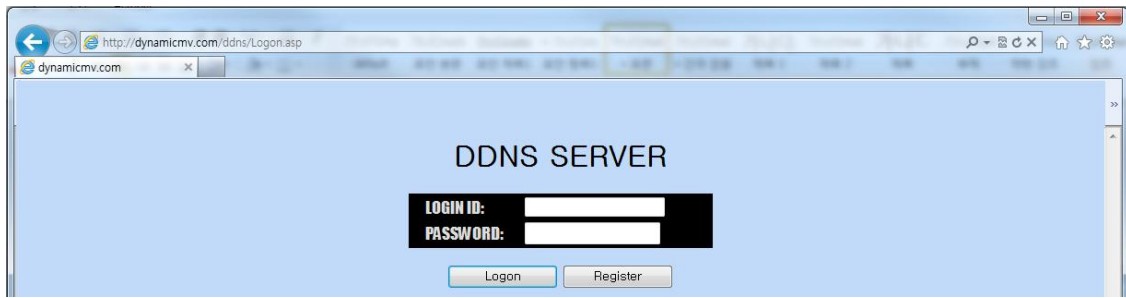 http://dynamicmv.com/ddns/Logon.asp
dynamicmv.com
DDNS SERVER
LOGIN ID:
PASSWORD:
Logon Register